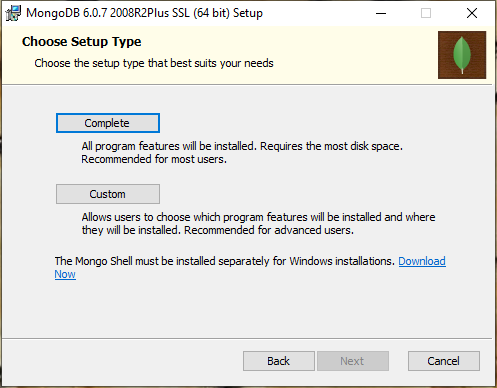 MongoDB 6.0.7 2008R2Plus SSL (64 bit) Setup
Choose Setup Type
Choose the setup type that best suits your needs
Complete
All program features will be installed. Requires the most disk space.
Recommended for most users.
Custom
Allows users to choose which program features will be installed and where
they will be installed. Recommended for advanced users.
The Mongo Shell must be installed separately for Windows installations. Download
Now
Back Next Cancel